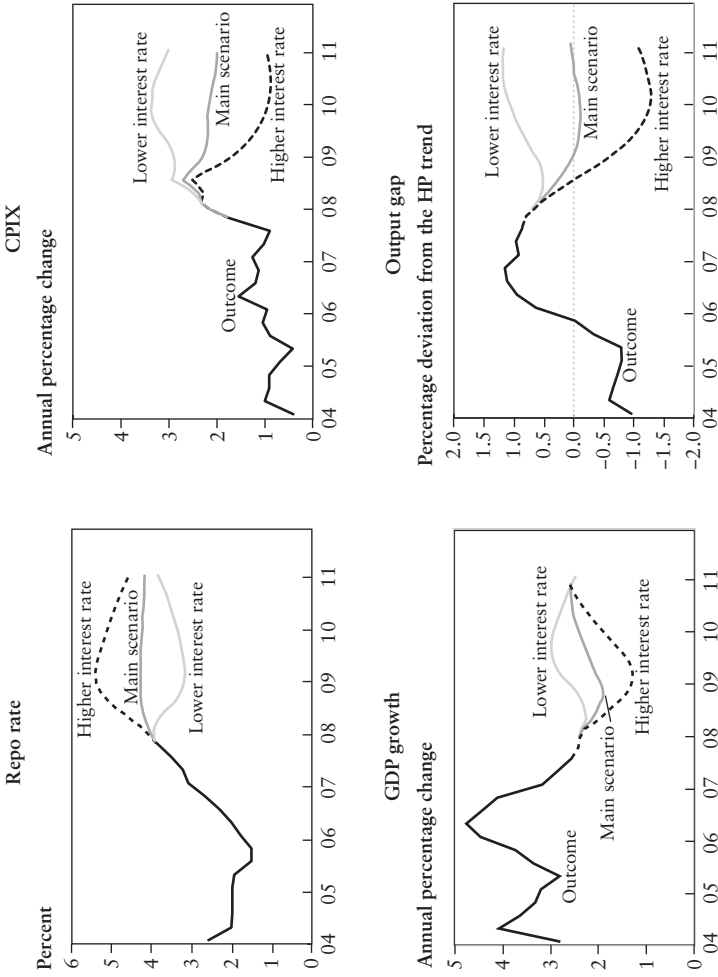 Repo rate
Percent
6
5
4
3
2
1
0
Higher interest rate
Main scenario
Lower interest rate
04 05 06 07 08 09 10 11
CPIX
Annual percentage change
5
4
3
2
1
0
Lower interest rate
Main scenario
Higher interest rate
Outcome
04 05 06 07 08 09 10 11
GDP growth
Annual percentage change
5
4
3
2
1
0
Lower interest rate
Outcome
Main scenario
Higher interest rate
04 05 06 07 08 09 10 11
Output gap
Percentage deviation from the HP trend
2.0
1.5
1.0
0.5
0.0
–0.5
–1.0
–1.5
–2.0
Lower interest rate
Main scenario
Outcome
Higher interest rate
04 05 06 07 08 09 10 11